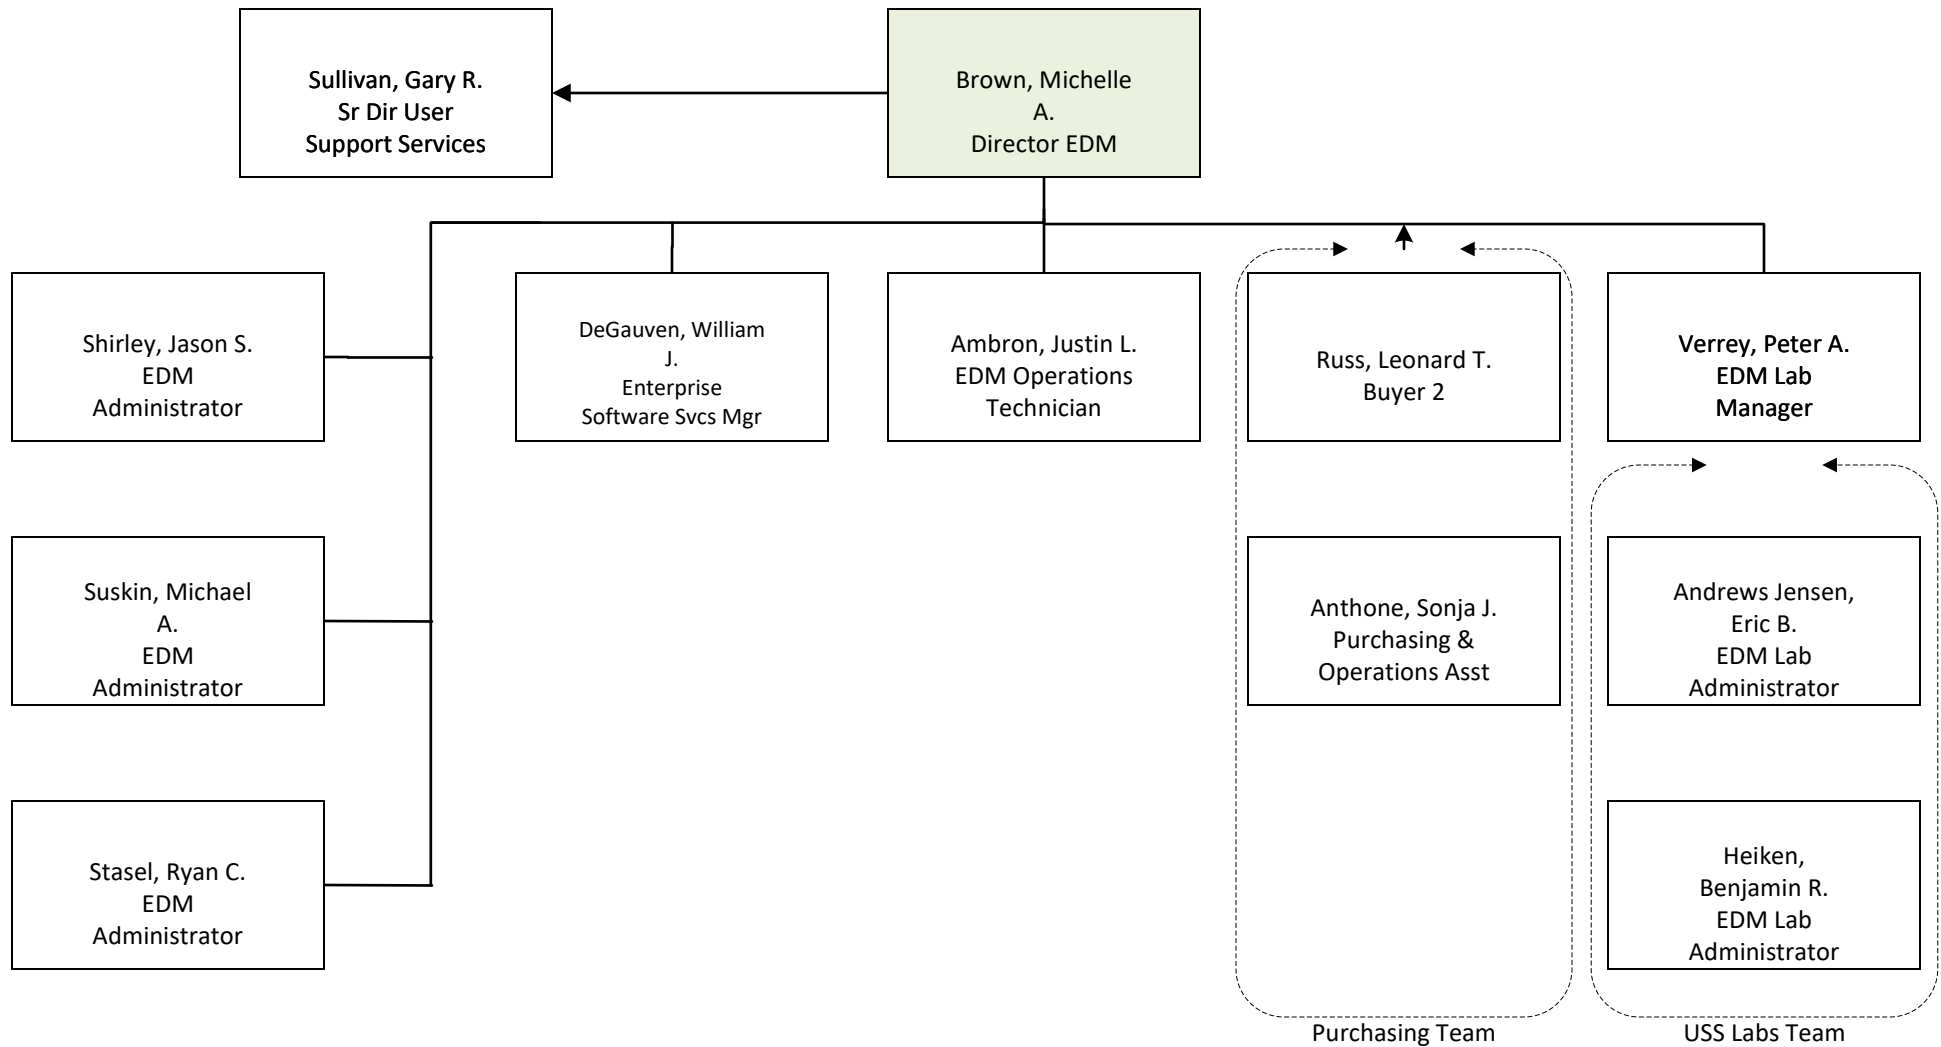 Sullivan, Gary R.
Sr Dir User
Support Services
Brown, Michelle
A.
Director EDM
Shirley, Jason S.
EDM
Administrator
DeGauven, William
J.
Enterprise
Software Svcs Mgr
Ambron, Justin L.
EDM Operations
Technician
Russ, Leonard T.
Buyer 2
Verrey, Peter A.
EDM Lab
Manager
Suskin, Michael
A.
EDM
Administrator
Anthone, Sonja J.
Purchasing &
Operations Asst
Andrews Jensen,
Eric B.
EDM Lab
Administrator
Stasel, Ryan C.
EDM
Administrator
Heiken,
Benjamin R.
EDM Lab
Administrator
Purchasing Team
USS Labs Team